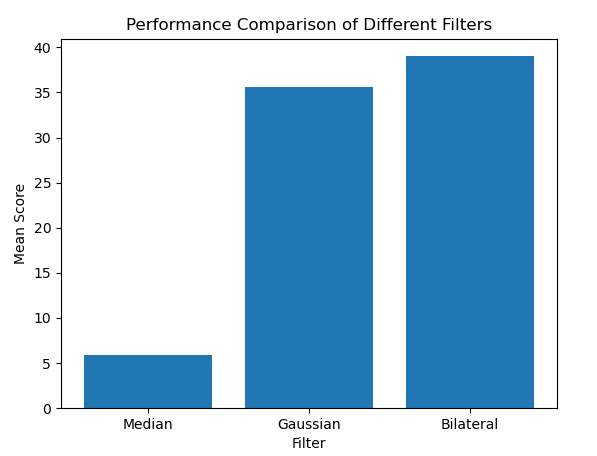 Performance Comparison of Different Filters
40
35
30
25
20
15
10
5
0
Mean Score
Median Gaussian Bilateral
Filter